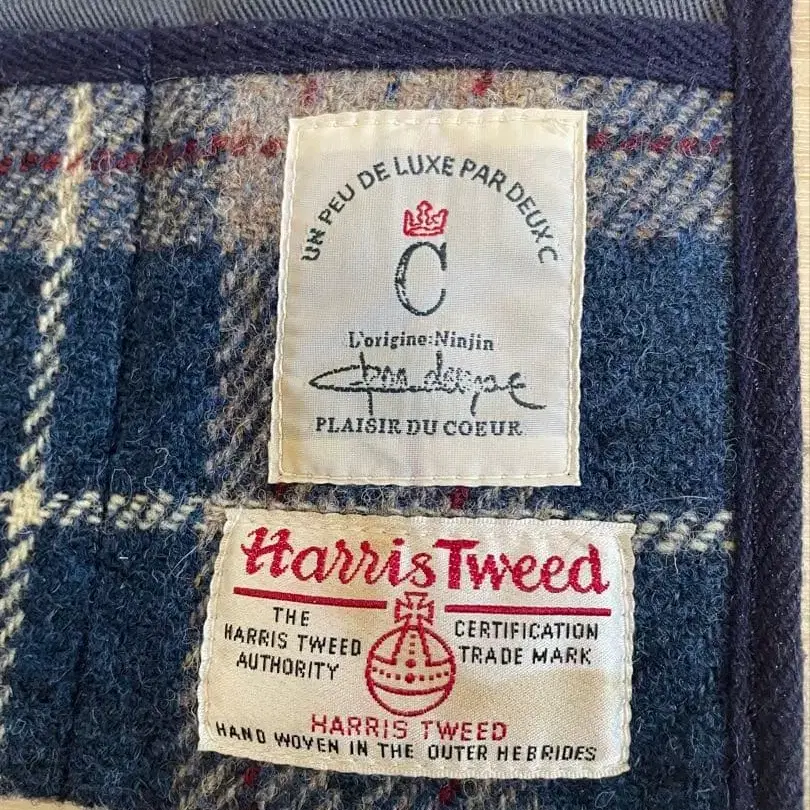 UN PEU DE LUXE PAR DEUX C
C
L'origine:Ninjin
PLAISIR DU COEUR
Harris Tweed
THE
HARRIS TWEED
AUTHORITY
CERTIFICATION
TRADE MARK
HARRIS TWEED
HAND WOVEN IN THE OUTER HEBRIDES